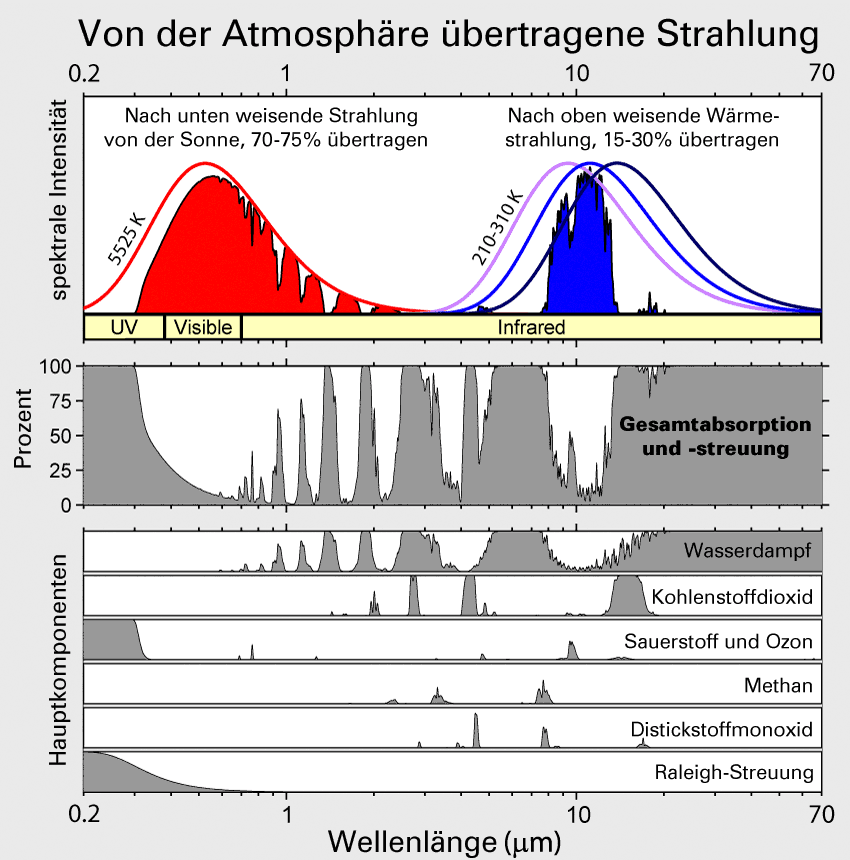 Von der Atmosphäre übertragene Strahlung
0.2 1 10 70
spektrale Intensität
Nach unten weisende Strahlung
von der Sonne, 70-75% übertragen
Nach oben weisende Wärme-
strahlung, 15-30% übertragen
5525 K
210-310 K
UV Visible Infrared
Prozent
100
75
50
25
0
Gesamtabsorption
und -streuung
Hauptkomponenten
Wasserdampf
Kohlenstoffdioxid
Sauerstoff und Ozon
Methan
Distickstoffmonoxid
Raleigh-Streuung
0.2 1 10 70
Wellenlänge (µm)